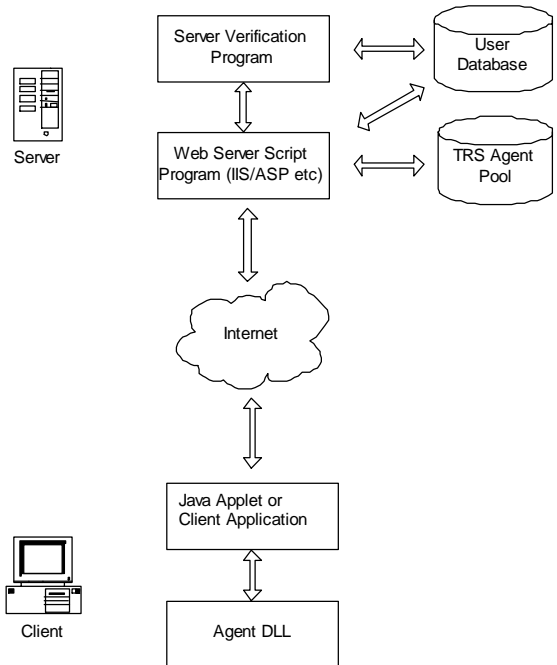 Server Verification
Program
User
Database
Server
Web Server Script
Program (IIS/ASP etc)
TRS Agent
Pool
Internet
Java Applet or
Client Application
Client
Agent DLL